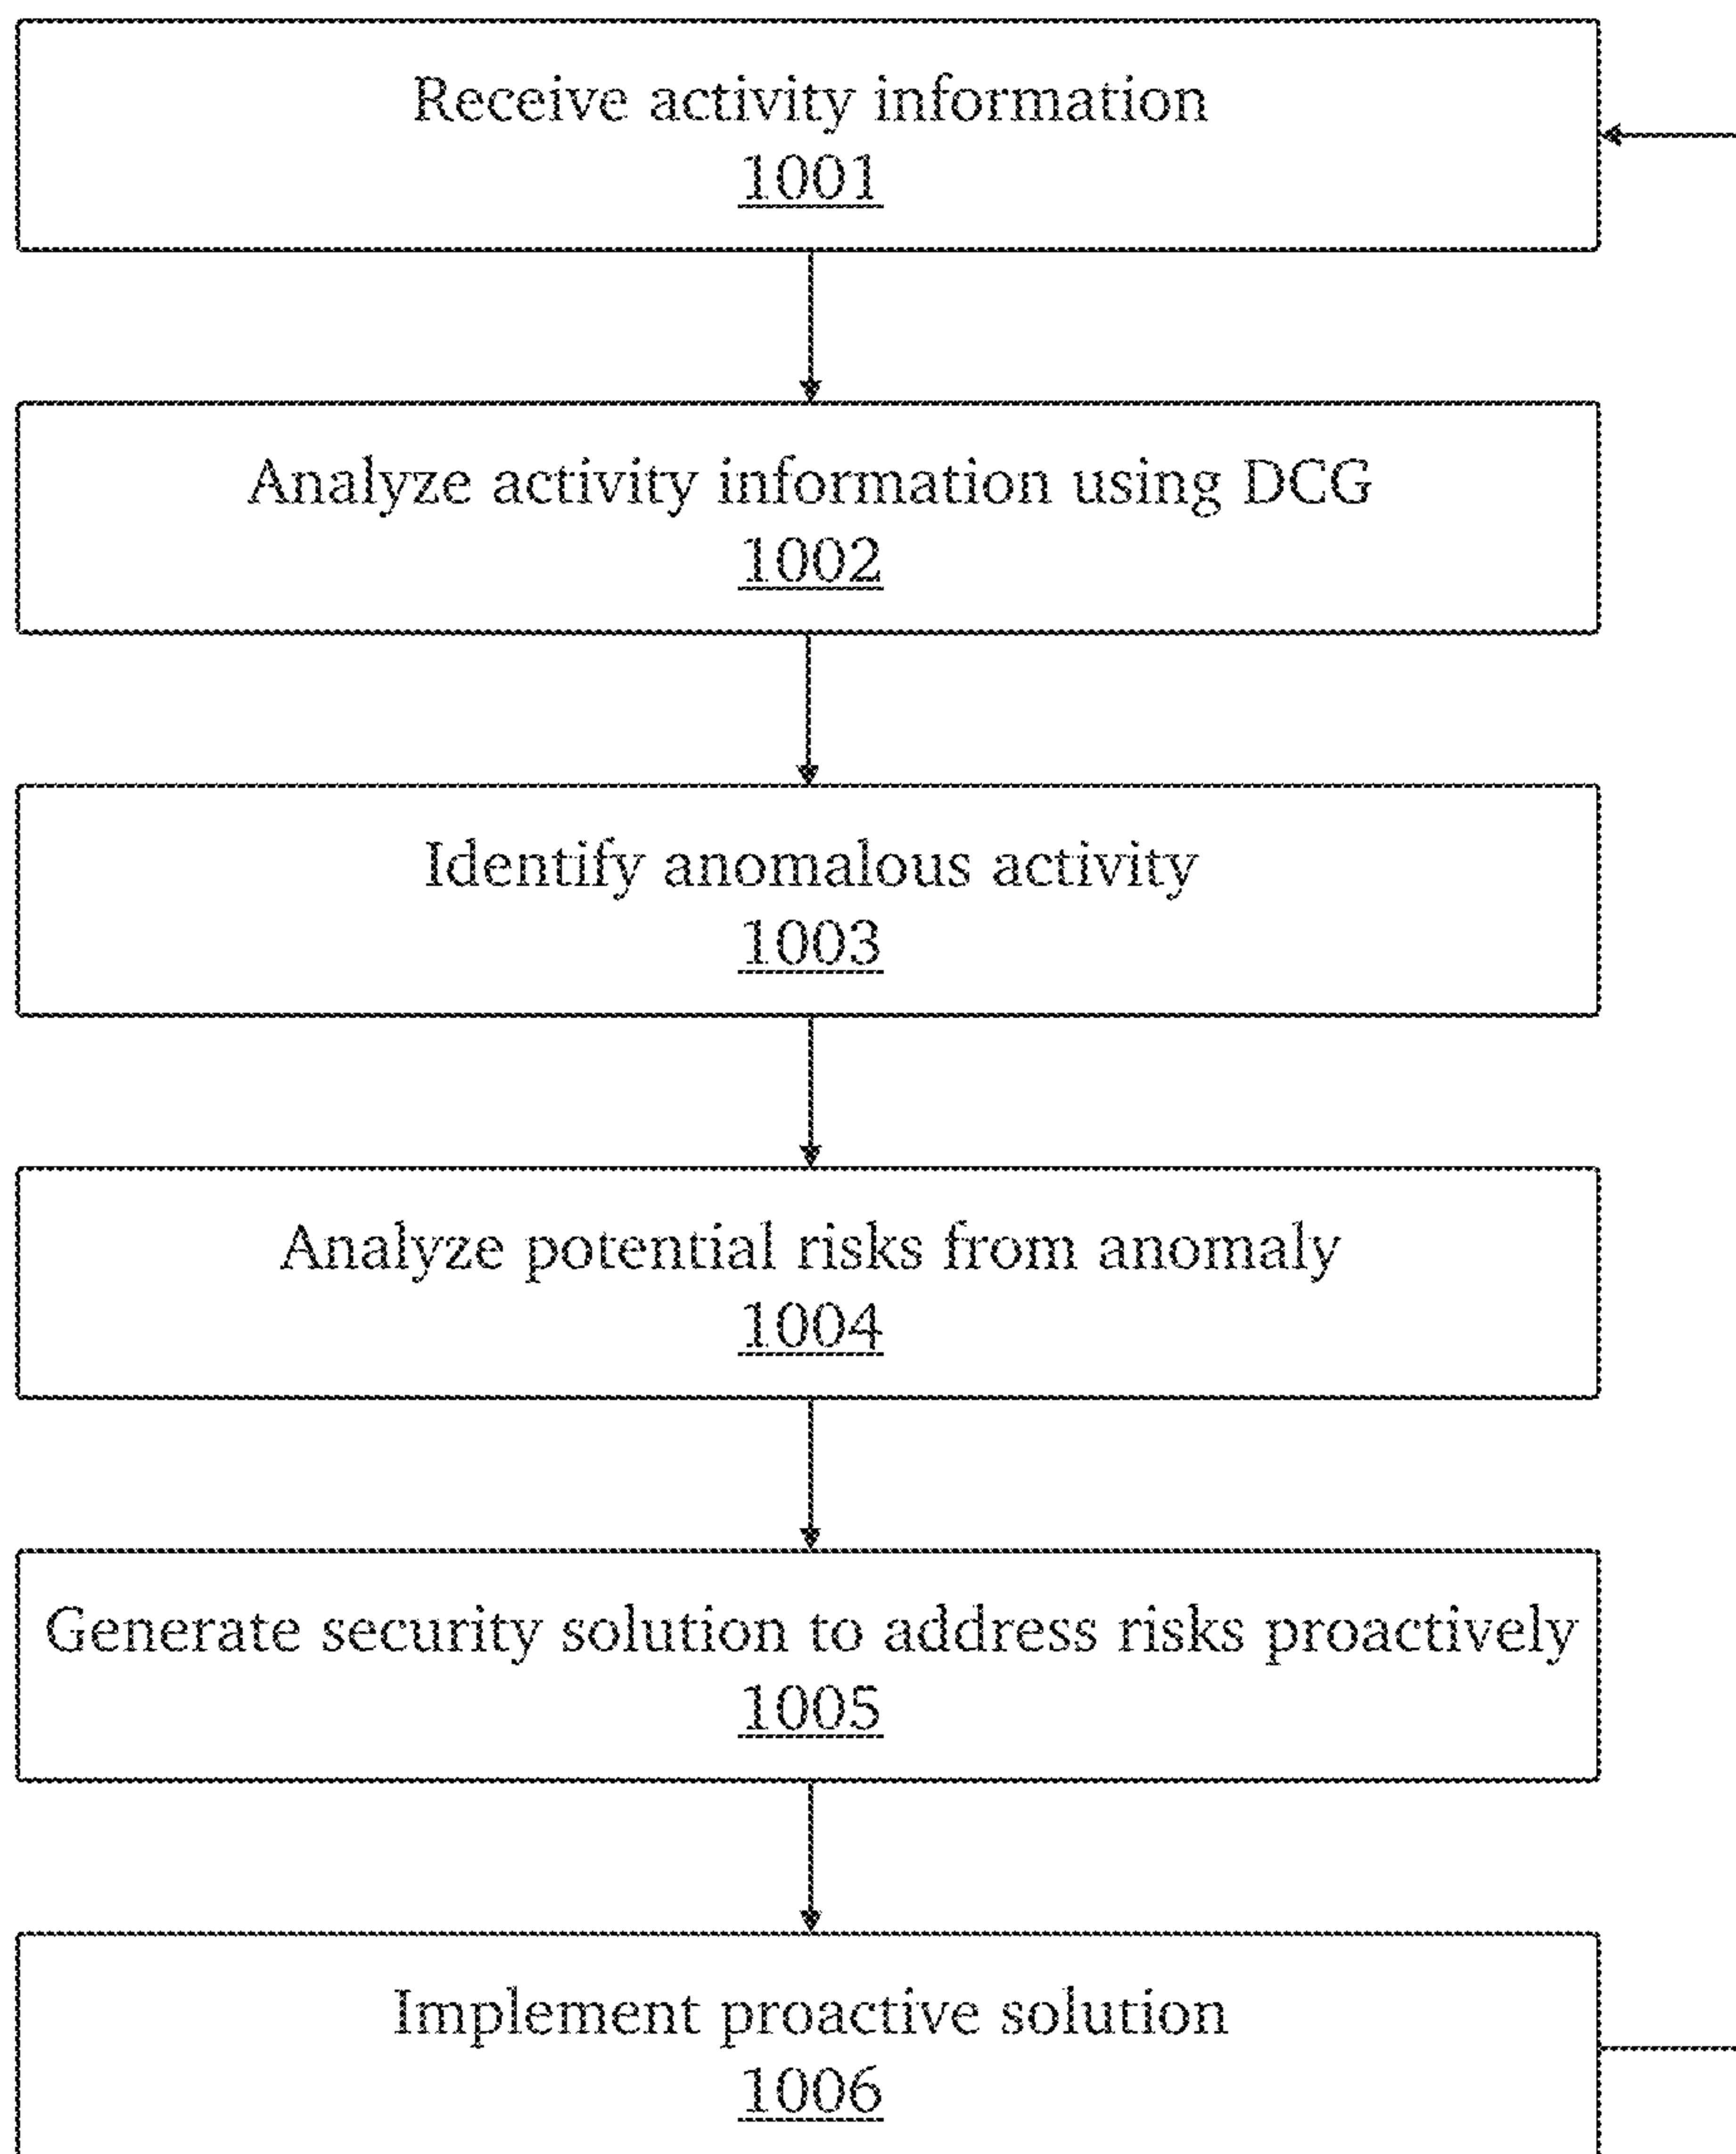 Receive activity information
1001
Analyze activity information using DCG
1002
Identify anomalous activity
1003
Analyze potential risks from anomaly
1004
Generate security solution to address risks proactively
1005
Implement proactive solution
1006